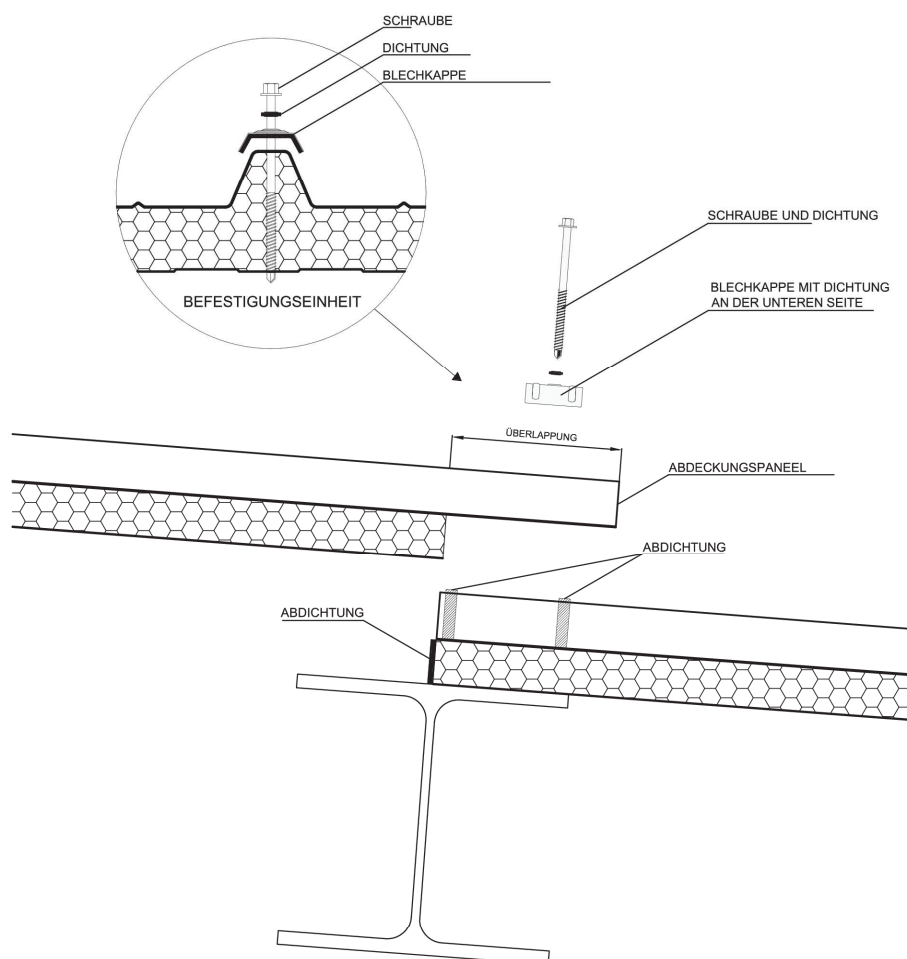 SCHRAUBE
DICHTUNG
BLECHKAPPE
BEFESTIGUNGSEINHEIT
SCHRAUBE UND DICHTUNG
BLECHKAPPE MIT DICHTUNG
AN DER UNTEREN SEITE
ÜBERLAPPUNG
ABDECKUNGSPANEEL
ABDICHTUNG
ABDICHTUNG